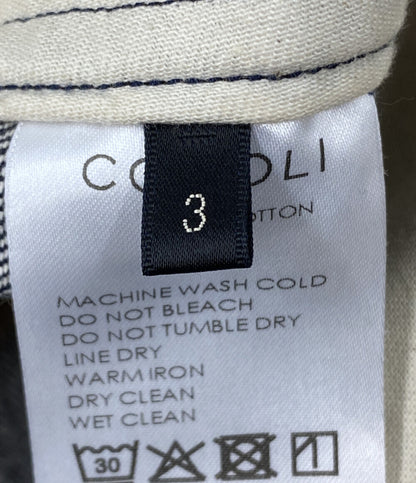 3
MACHINE WASH COLD
DO NOT BLEACH
DO NOT TUMBLE DRY
LINE DRY
WARM IRON
DRY CLEAN
WET CLEAN
30